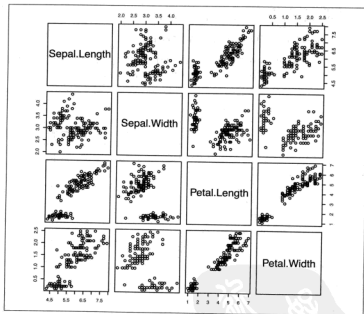 2.0 2.5 3.0 3.5 4.0
0.5 1.0 1.5 2.0 2.5
Sepal.Length
4.5 5.5 6.5 7.5
2.0 2.5 3.0 3.5 4.0
Sepal.Width
Petal.Length
1 2 3 4 5 6 7
0.5 1.0 1.5 2.0 2.5
Petal.Width
4.5 5.5 6.5 7.5
1 2 3 4 5 6 7